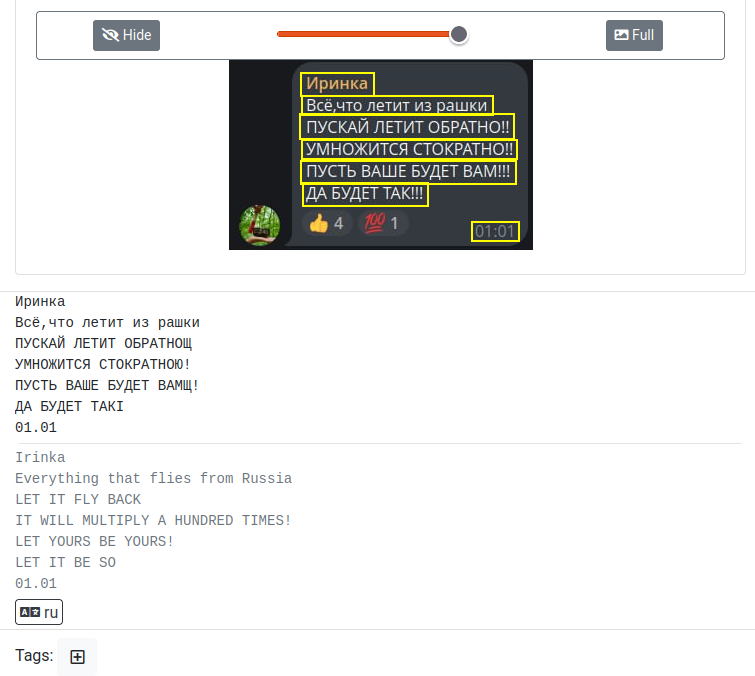 Hide
Full
Иринка
Всё,что летит из рашки
ПУСКАЙ ЛЕТИТ ОБРАТНО!!
УМНОЖИТСЯ СТОКРАТНО!!
ПУСТЬ ВАШЕ БУДЕТ ВАМ!!!
ДА БУДЕТ ТАК!!!
👍 4 💯 1
01:01
Иринка
Всё,что летит из рашки
ПУСКАЙ ЛЕТИТ ОБРАТНОЩ
УМНОЖИТСЯ СТОКРАТНОЮ!
ПУСТЬ ВАШЕ БУДЕТ ВАМЩ!
ДА БУДЕТ ТАКI
01.01
Irinka
Everything that flies from Russia
LET IT FLY BACK
IT WILL MULTIPLY A HUNDRED TIMES!
LET YOURS BE YOURS!
LET IT BE SO
01.01
ru
Tags: